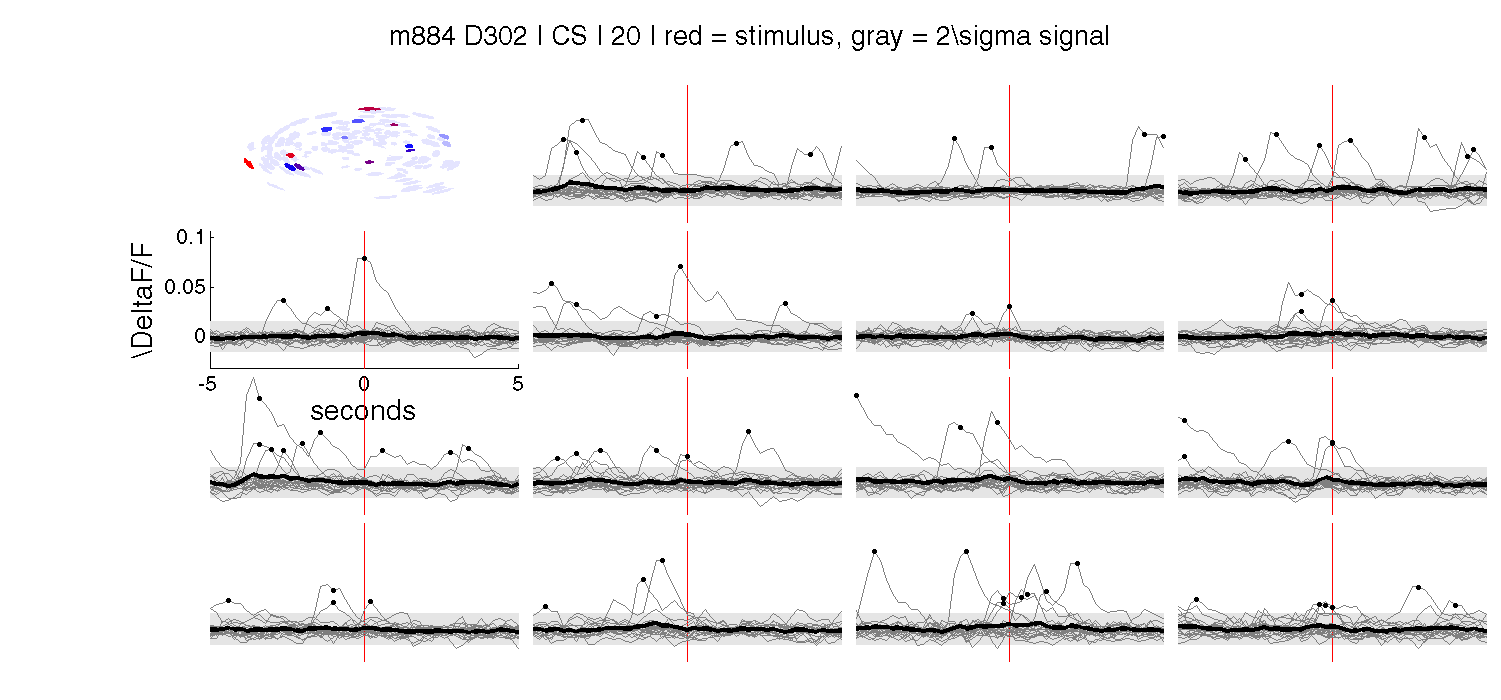 m884 D302 | CS | 20 | red = stimulus, gray = 2\sigma signal
0.1
0.05
0
\DeltaF/F
-5 0 5
seconds